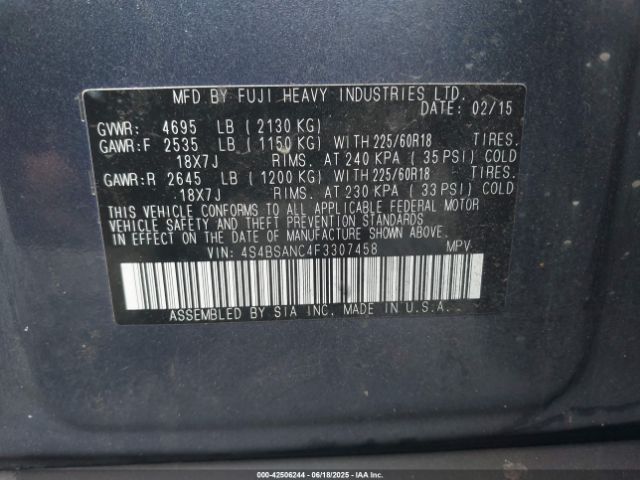 MFD BY FUJI HEAVY INDUSTRIES LTD.
DATE: 02/15
GVWR: 4695 LB (2130 KG)
GAWR:F 2535 LB (1150 KG) WITH 225/60R18 TIRES.
18X7J RIMS. AT 240 KPA (35 PSI) COLD
GAWR:R 2645 LB (1200 KG) WITH 225/60R18 TIRES.
18X7J RIMS. AT 230 KPA (33 PSI) COLD
THIS VEHICLE CONFORMS TO ALL APPLICABLE FEDERAL MOTOR
VEHICLE SAFETY AND THEFT PREVENTION STANDARDS
IN EFFECT ON THE DATE OF MANUFACTURE SHOWN ABOVE.
VIN: 4S4BSANC4F3307458 MPV
ASSEMBLED BY SIA INC. MADE IN U.S.A.
000-42506244 - 06/18/2025 - IAAI.COM